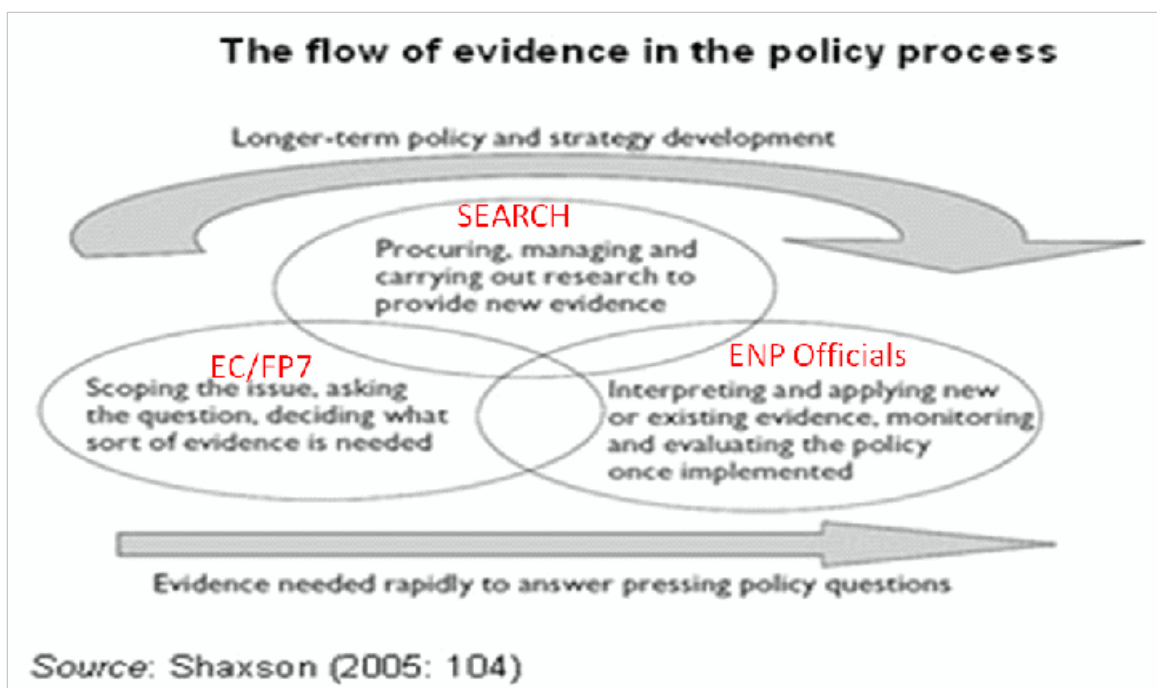 The flow of evidence in the policy process
Longer-term policy and strategy development
SEARCH
Procuring, managing and
carrying out research to
provide new evidence
EC/FP7
Scoping the issue, asking
the question, deciding what
sort of evidence is needed
ENP Officials
Interpreting and applying new
or existing evidence, monitoring
and evaluating the policy
once implemented
Evidence needed rapidly to answer pressing policy questions
Source: Shaxson (2005: 104)